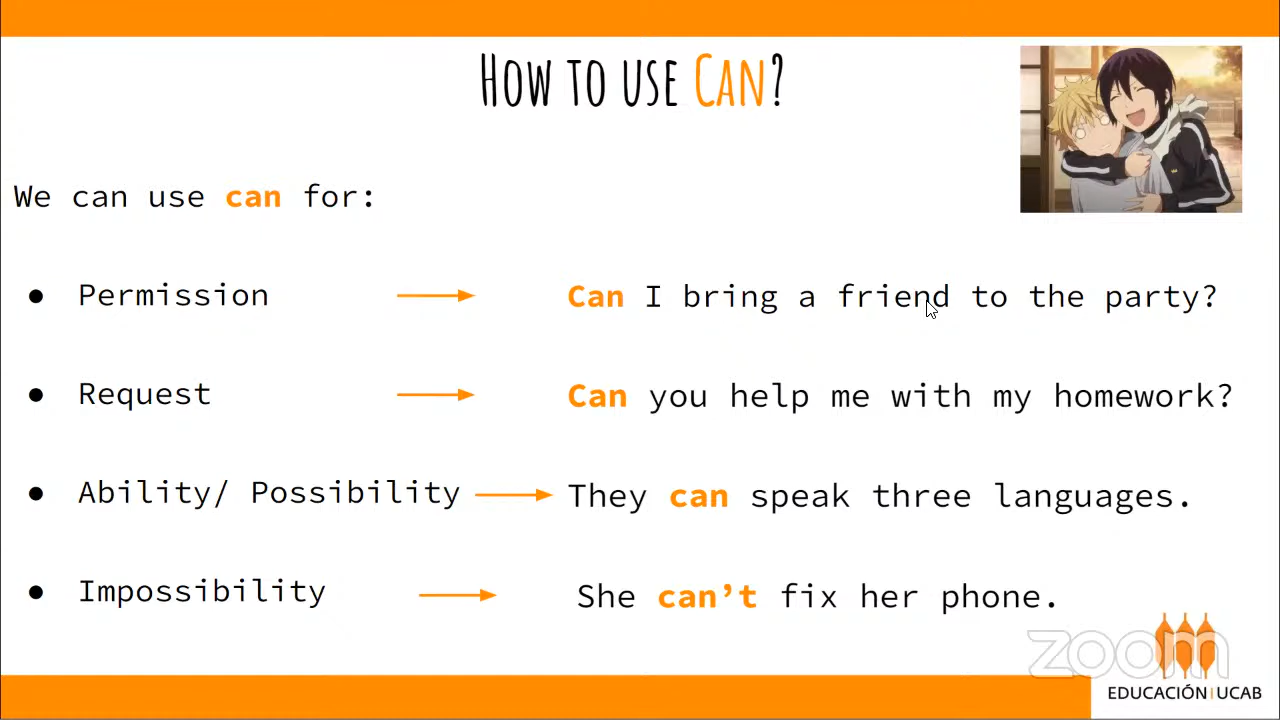 How to use Can?
We can use can for:
● Permission Can I bring a friend to the party?
● Request Can you help me with my homework?
● Ability/ Possibility They can speak three languages.
● Impossibility She can’t fix her phone.
zoom
EDUCACIÓN | UCAB